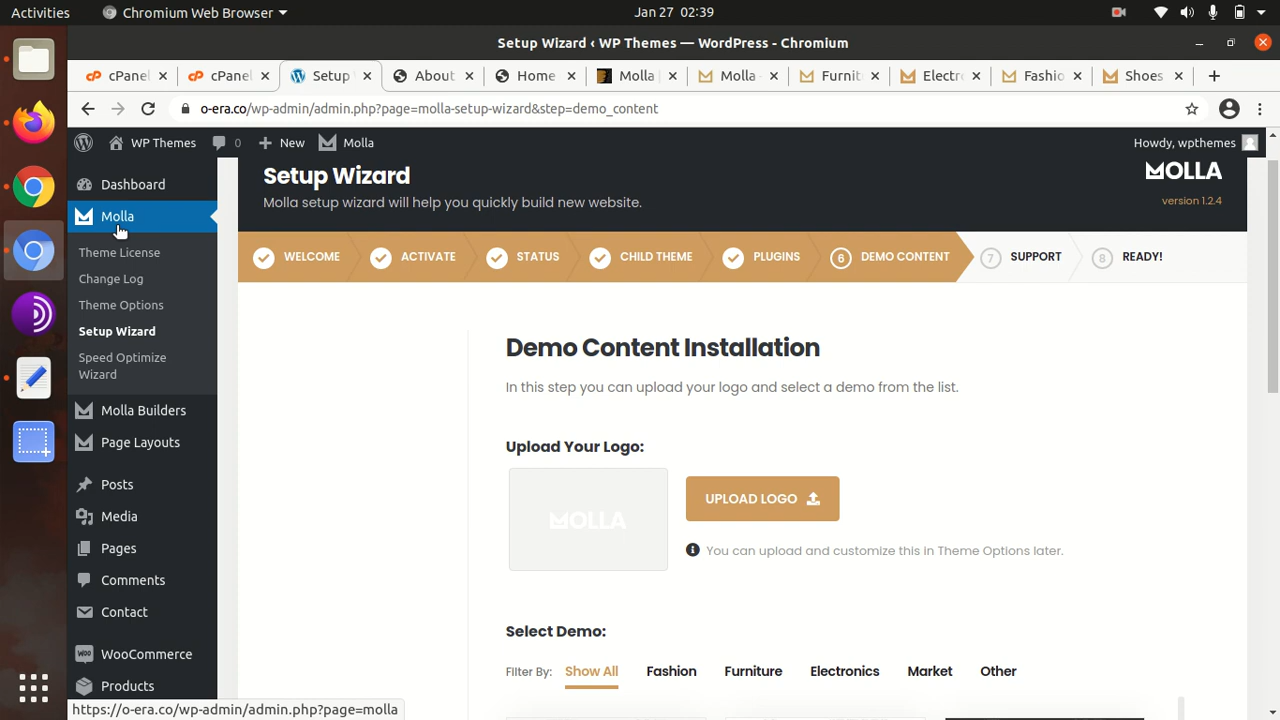 Activities
Chromium Web Browser
Jan 27 02:39
Setup Wizard ‹ WP Themes — WordPress - Chromium
cPanel
cPanel
Setup
About
Home
Molla
Molla -
Furnit
Electro
Fashio
Shoes
o-era.co/wp-admin/admin.php?page=molla-setup-wizard&step=demo_content
WP Themes
0
New
Molla
Howdy, wpthemes
Dashboard
Molla
Theme License
Change Log
Theme Options
Setup Wizard
Speed Optimize
Wizard
Molla Builders
Page Layouts
Posts
Media
Pages
Comments
Contact
WooCommerce
Products
Setup Wizard
Molla setup wizard will help you quickly build new website.
MOLLA
version 1.2.4
WELCOME
ACTIVATE
STATUS
CHILD THEME
PLUGINS
6 DEMO CONTENT
7 SUPPORT
8 READY!
Demo Content Installation
In this step you can upload your logo and select a demo from the list.
Upload Your Logo:
MOLLA
UPLOAD LOGO
You can upload and customize this in Theme Options later.
Select Demo:
Filter By: Show All Fashion Furniture Electronics Market Other
https://o-era.co/wp-admin/admin.php?page=molla